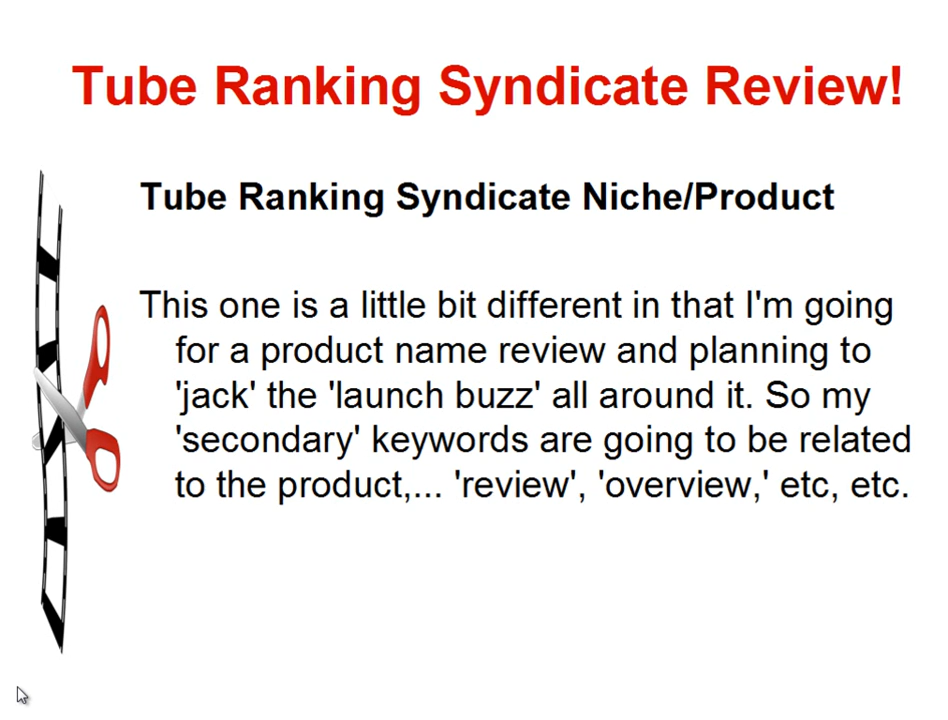 Tube Ranking Syndicate Review!
Tube Ranking Syndicate Niche/Product
This one is a little bit different in that I'm going
for a product name review and planning to
'jack' the 'launch buzz' all around it. So my
'secondary' keywords are going to be related
to the product,... 'review', 'overview,' etc, etc.